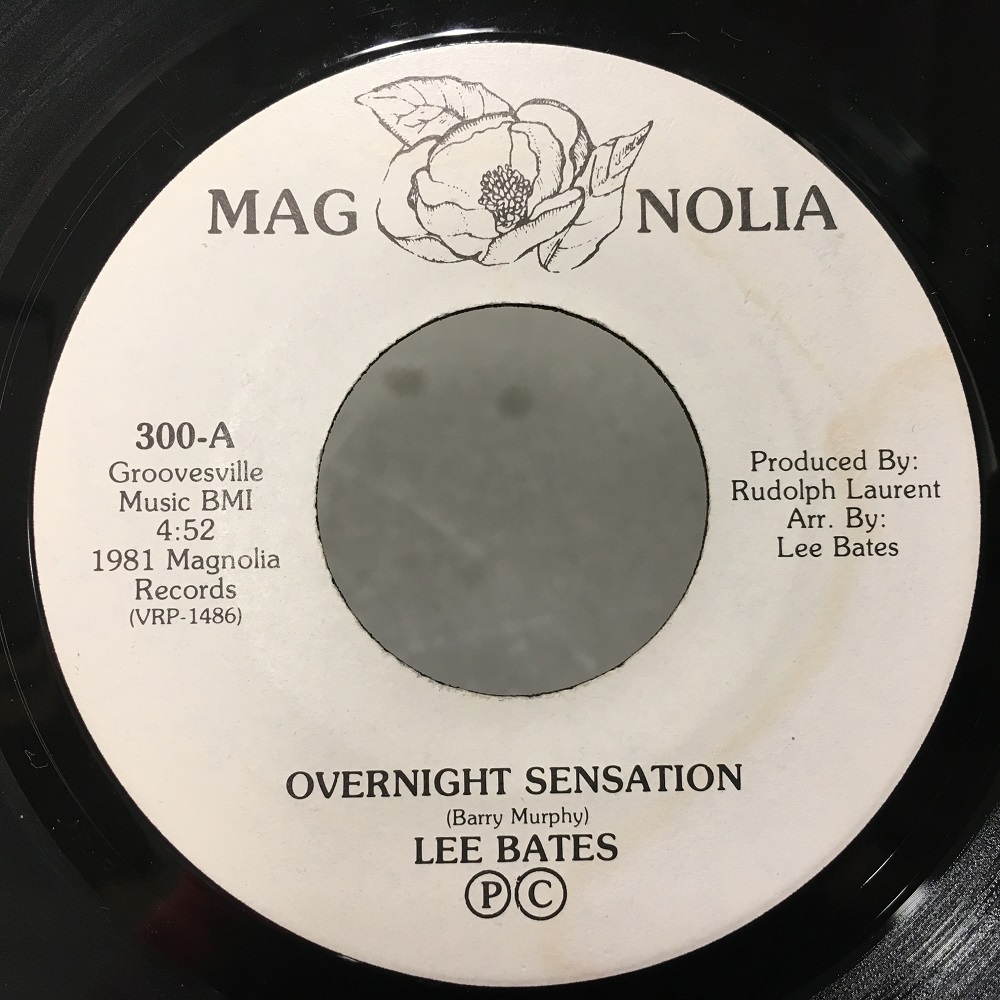 MAG NOLIA
300-A
Groovesville
Music BMI
4:52
1981 Magnolia
Records
(VRP-1486)
Produced By:
Rudolph Laurent
Arr. By:
Lee Bates
OVERNIGHT SENSATION
(Barry Murphy)
LEE BATES
Ⓟ Ⓒ